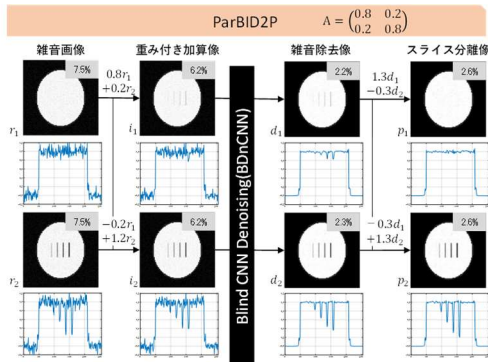 ParBID2P
A = (0.8 0.2
0.2 0.8)
雑音画像
重み付き加算像
雑音除去像
スライス分離像
7.5%
6.2%
2.2%
2.6%
0.8r₁
+0.2r₂
1.3d₁
−0.3d₂
r₁
i₁
d₁
p₁
Blind CNN Denoising(BDnCNN)
7.5%
6.2%
2.3%
2.6%
−0.2r₁
+1.2r₂
−0.3d₁
+1.3d₂
r₂
i₂
d₂
p₂